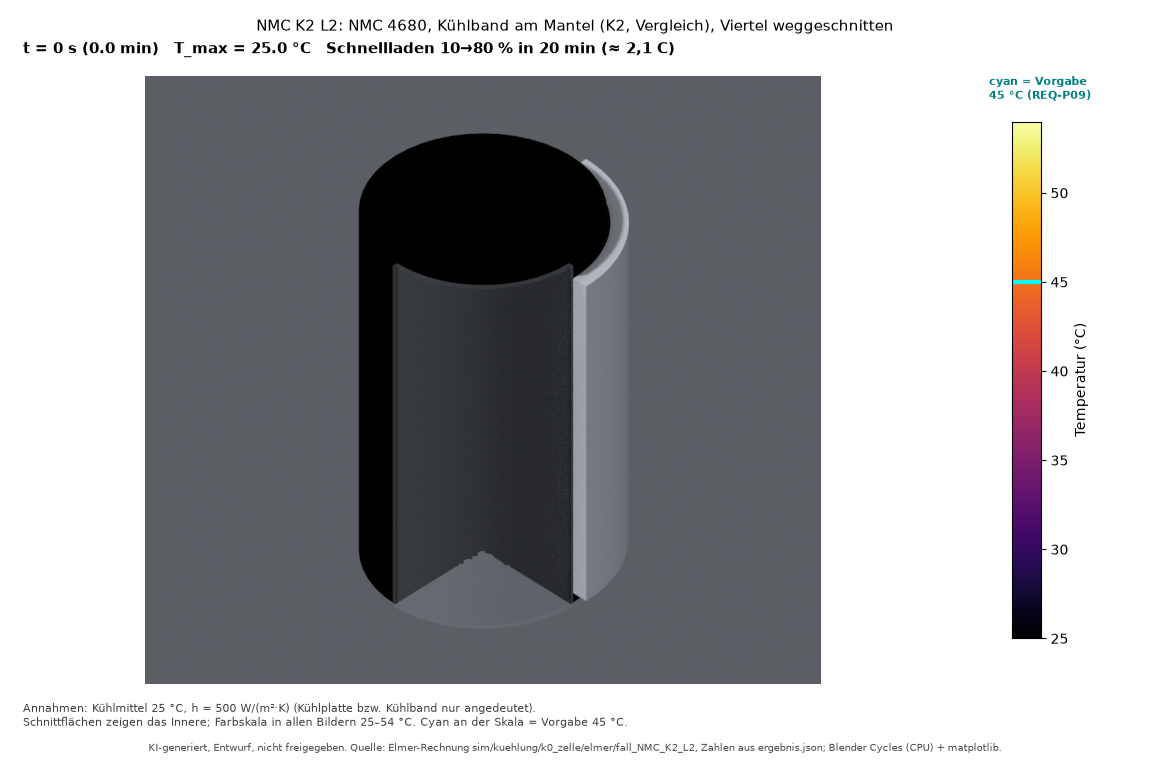 NMC K2 L2: NMC 4680, Kühlband am Mantel (K2, Vergleich), Viertel weggeschnitten
t = 0 s (0.0 min)   T_max = 25.0 °C   Schnellladen 10→80 % in 20 min (≈ 2,1 C)
cyan = Vorgabe
45 °C (REQ-P09)
50
45
40
35
30
25
Temperatur (°C)
Annahmen: Kühlmittel 25 °C, h = 500 W/(m²·K) (Kühlplatte bzw. Kühlband nur angedeutet).
Schnittflächen zeigen das Innere; Farbskala in allen Bildern 25–54 °C. Cyan an der Skala = Vorgabe 45 °C.
KI-generiert, Entwurf, nicht freigegeben. Quelle: Elmer-Rechnung sim/kuehlung/k0_zelle/elmer/fall_NMC_K2_L2, Zahlen aus ergebnis.json; Blender Cycles (CPU) + matplotlib.